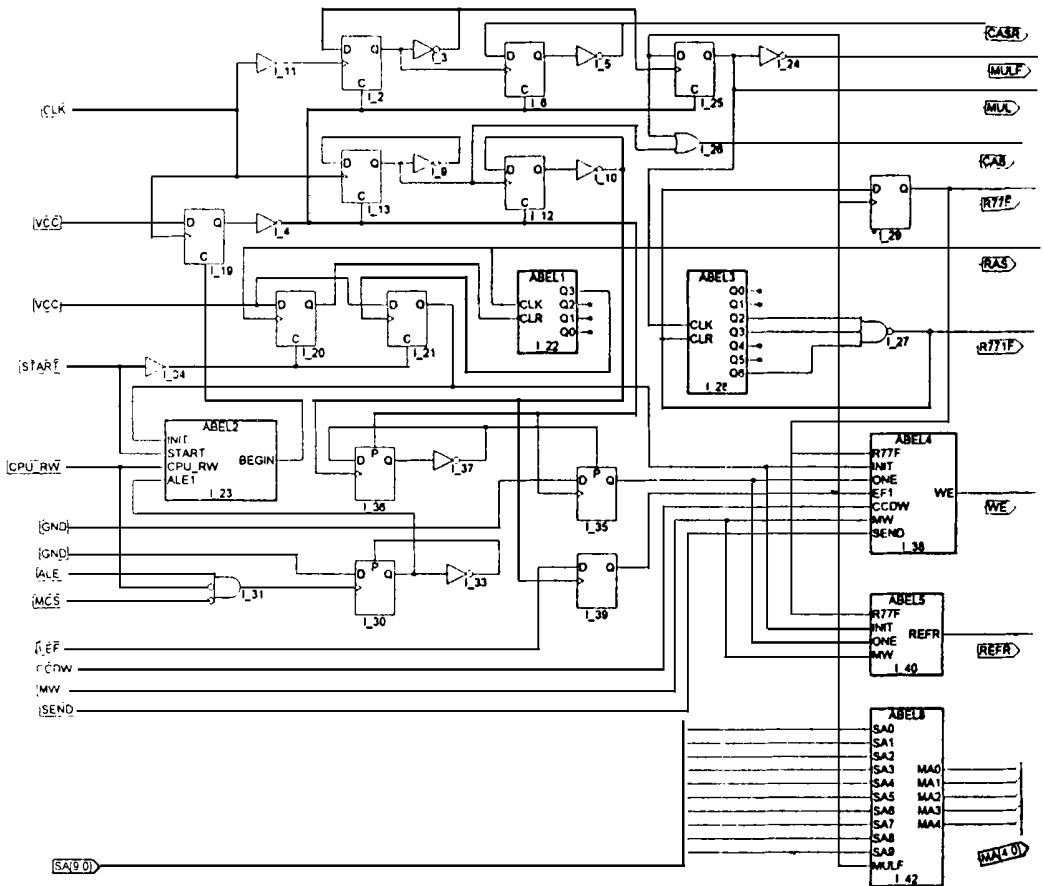 D Q I_3
I_11
C I_2
D Q I_5
C I_6
D Q I_24
C I_25
CASR
MULF
CLK
MUL
D Q I_9
C I_13
D Q I_10
C I_12
I_26
CAS
VCC
D Q I_4
C I_19
D Q
I_29
R77F
RAS
VCC
D Q
I_20
D Q
I_21
ABEL1
Q3
CLK Q2
CLR Q1
Q0
I_22
ABEL3
Q0
Q1
Q2
CLK Q3
CLR Q4
Q5
Q6
I_27
R771F
START
I_34
ABEL2
INIT
START
CPU_RW BEGIN
ALE1
I_23
CPU_RW
P
D
I_36
I_37
P
D Q
I_35
ABEL4
R77F
INIT
ONE
EF1 WE
CCDW
MW
SEND
I_38
WE
GND
GND
ALE
MCS
I_31
P
D Q
I_30
I_33
D Q
I_39
ABEL5
R77F
INIT REFR
ONE
MW
I_40
REFR
CCDW
MW
SEND
SA0
SA1
SA2
SA3 MA0
SA4 MA1
SA5 MA2
SA6 MA3
SA7 MA4
SA8
SA9
MULF
I_42
SA[9:0]
MA[4:0]